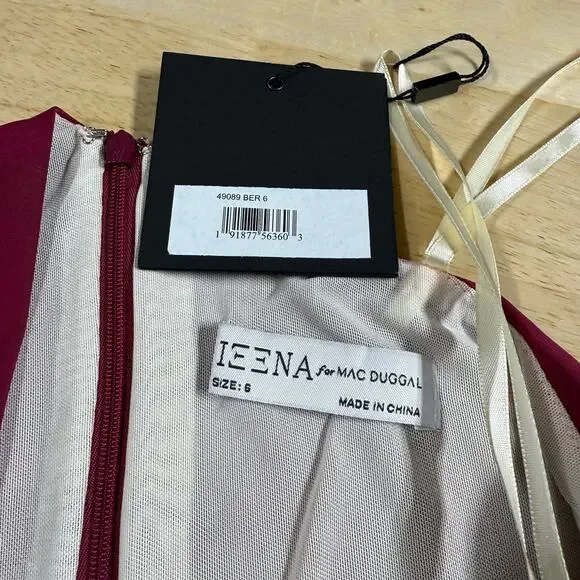 49089 BER 6
1 91877 56360 3
IEENA for MAC DUGGAL
SIZE: 6
MADE IN CHINA